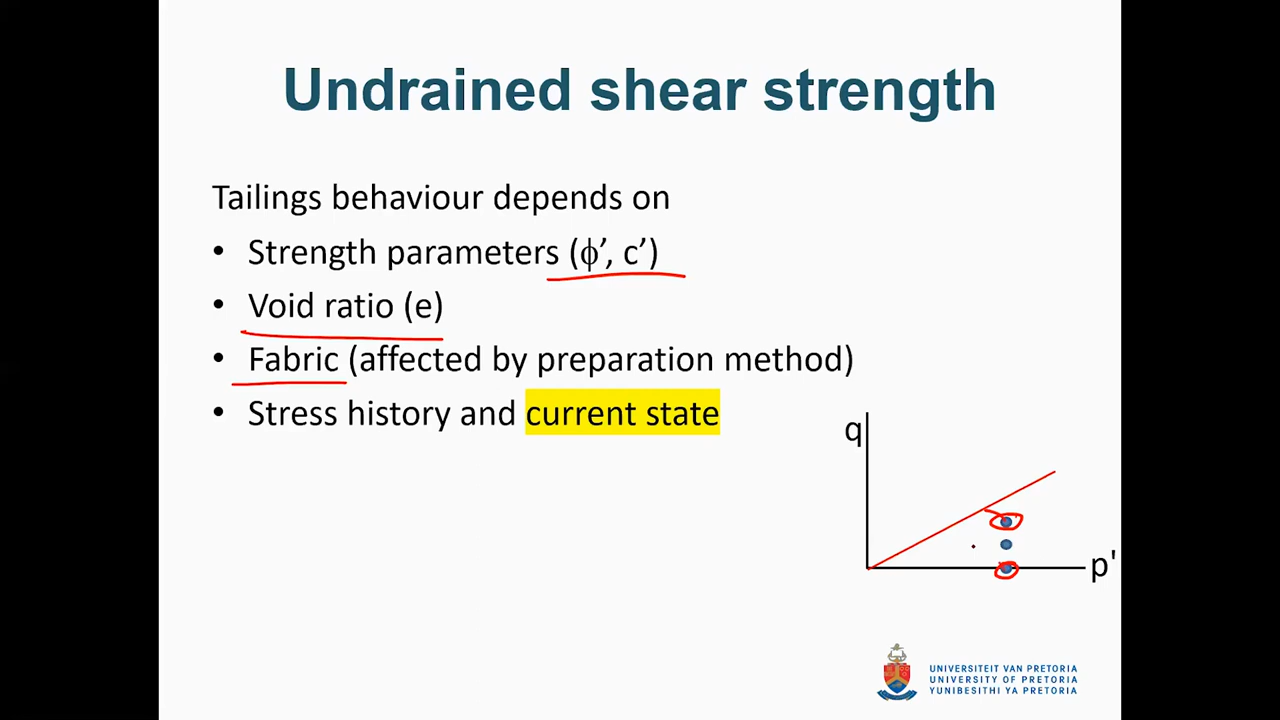 Undrained shear strength
Tailings behaviour depends on
• Strength parameters (ϕ’, c’)
• Void ratio (e)
• Fabric (affected by preparation method)
• Stress history and current state
q
p'
UNIVERSITEIT VAN PRETORIA
UNIVERSITY OF PRETORIA
YUNIBESITHI YA PRETORIA